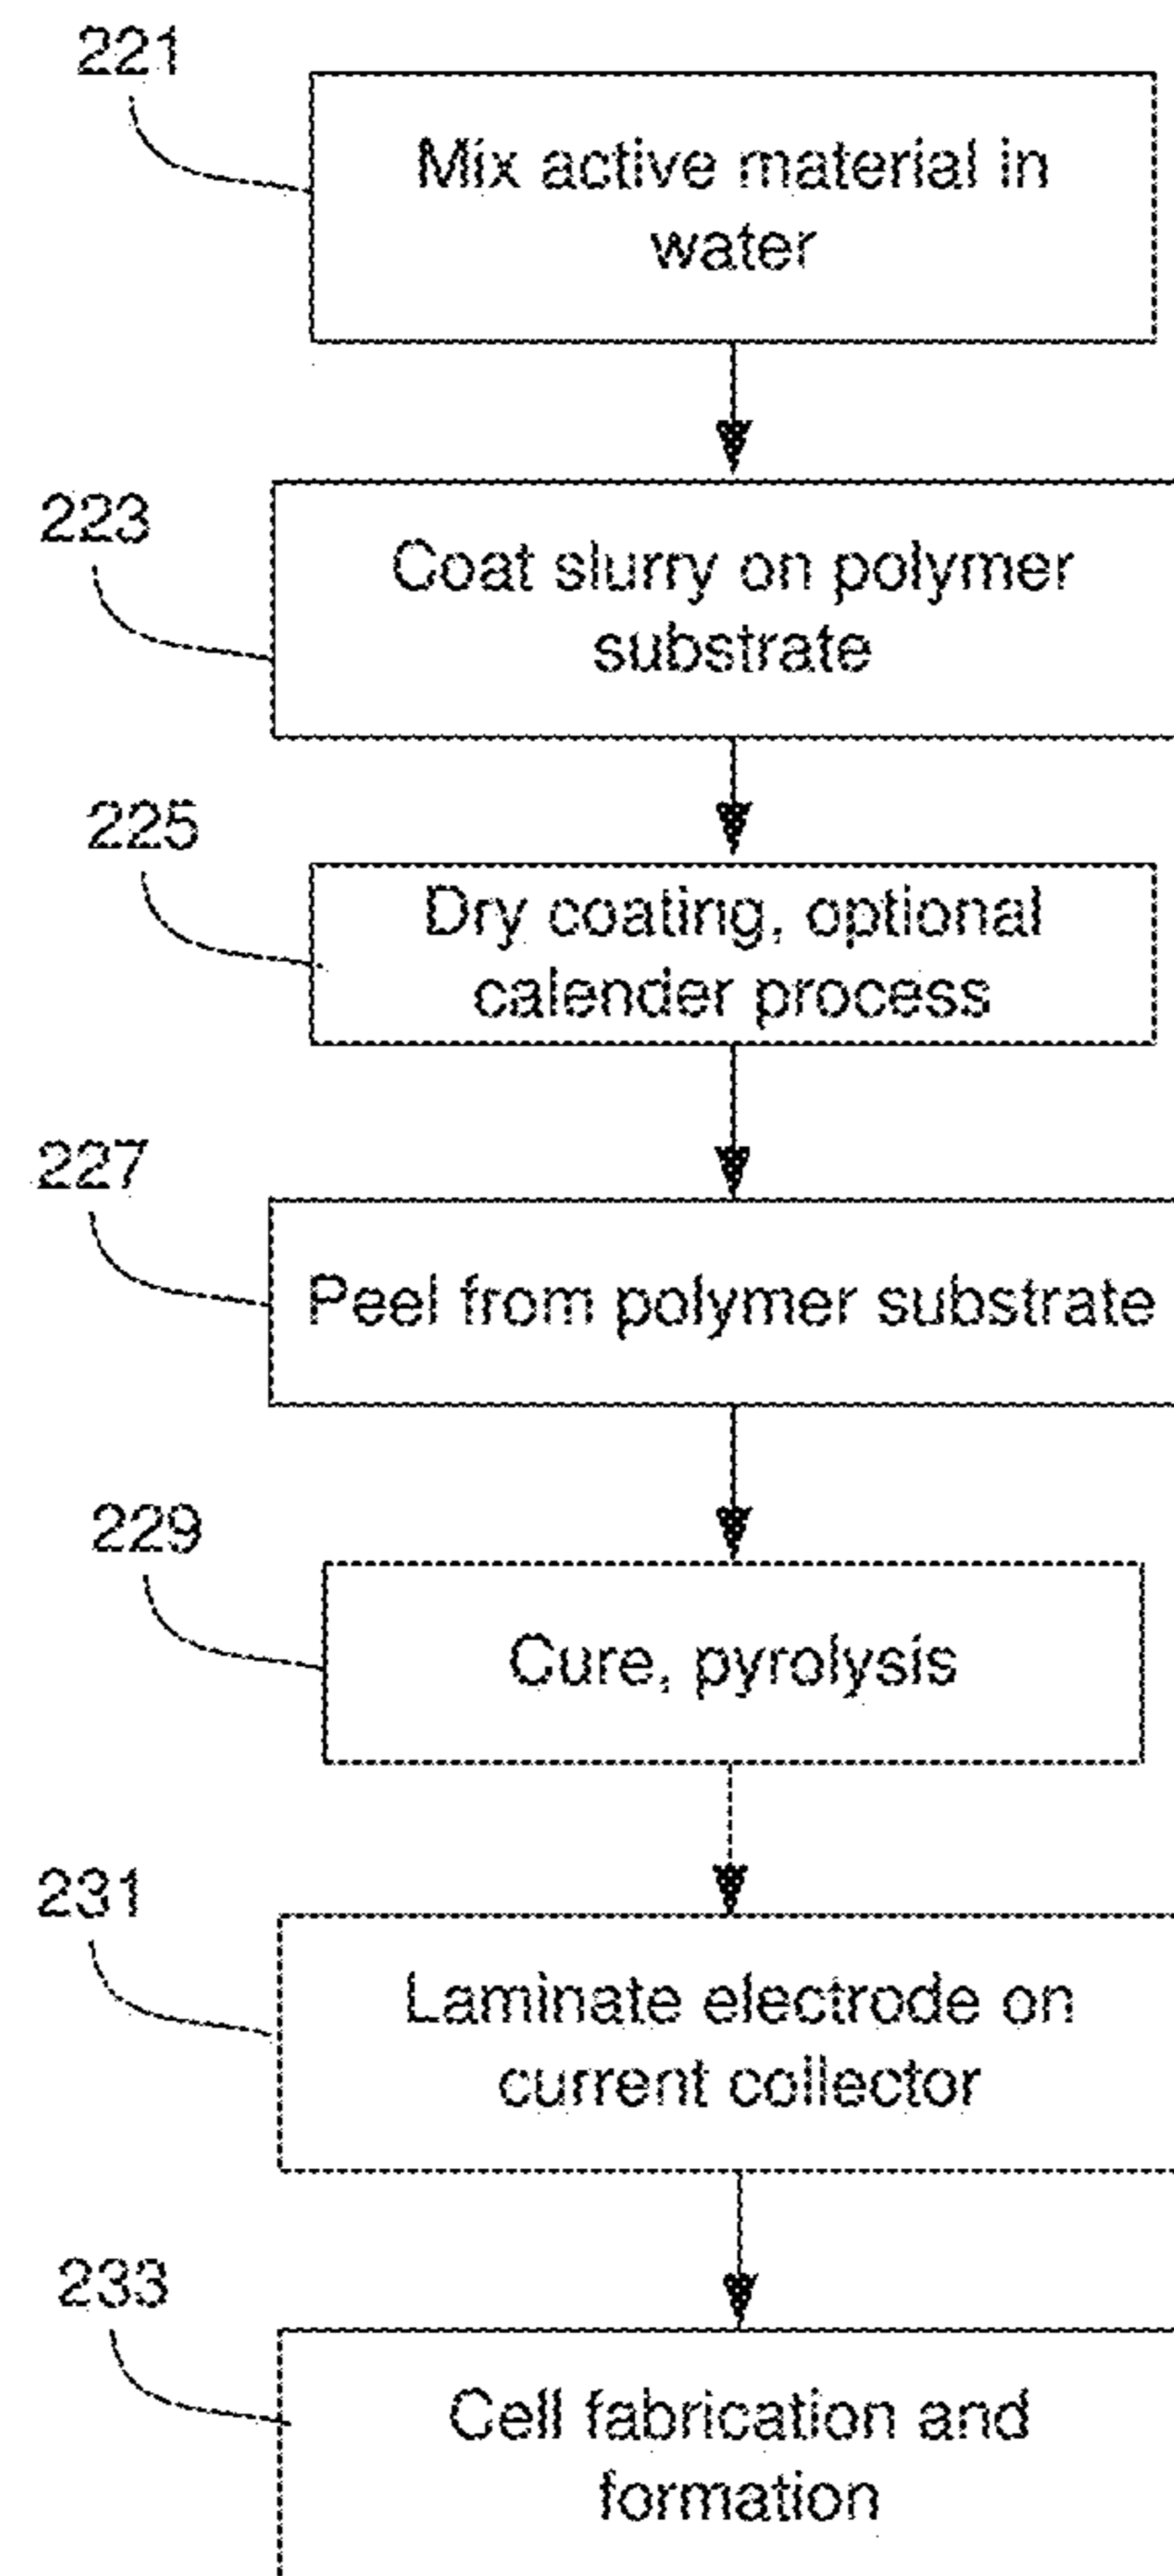 221
Mix active material in
water
223
Coat slurry on polymer
substrate
225
Dry coating, optional
calender process
227
Peel from polymer substrate
229
Cure, pyrolysis
231
Laminate electrode on
current collector
233
Cell fabrication and
formation